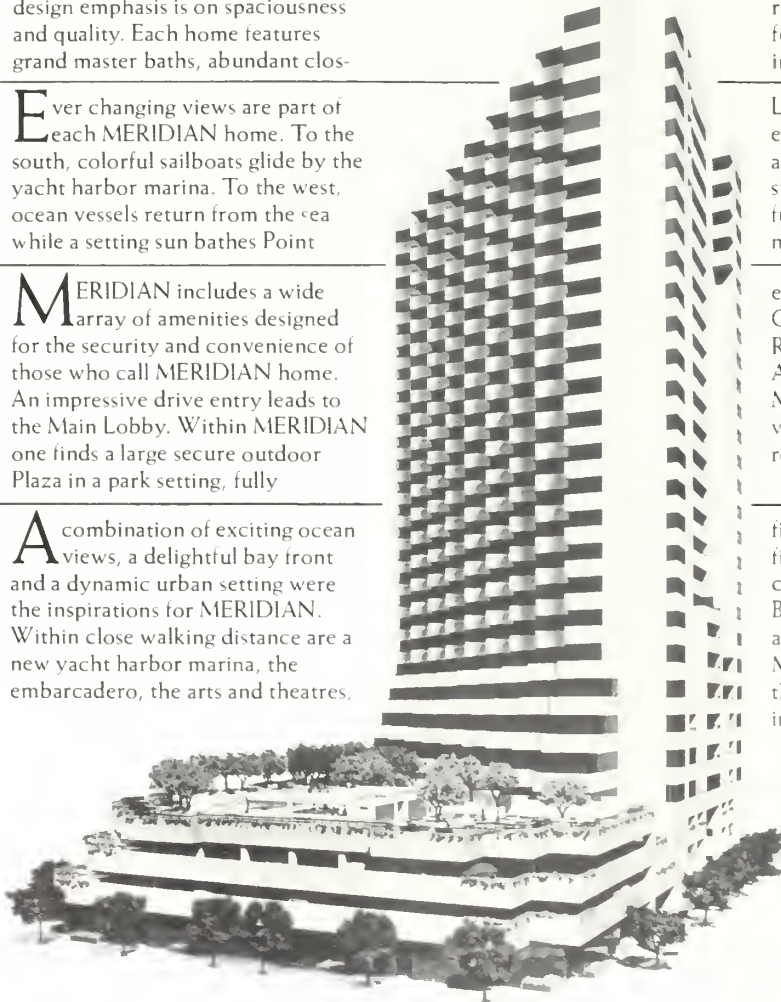 design emphasis is on spaciousness
and quality. Each home features
grand master baths, abundant clos-
Ever changing views are part of
each MERIDIAN home. To the
south, colorful sailboats glide by the
yacht harbor marina. To the west,
ocean vessels return from the sea
while a setting sun bathes Point
MERIDIAN includes a wide
array of amenities designed
for the security and convenience of
those who call MERIDIAN home.
An impressive drive entry leads to
the Main Lobby. Within MERIDIAN
one finds a large secure outdoor
Plaza in a park setting, fully
A combination of exciting ocean
views, a delightful bay front
and a dynamic urban setting were
the inspirations for MERIDIAN.
Within close walking distance are a
new yacht harbor marina, the
embarcadero, the arts and theatres,